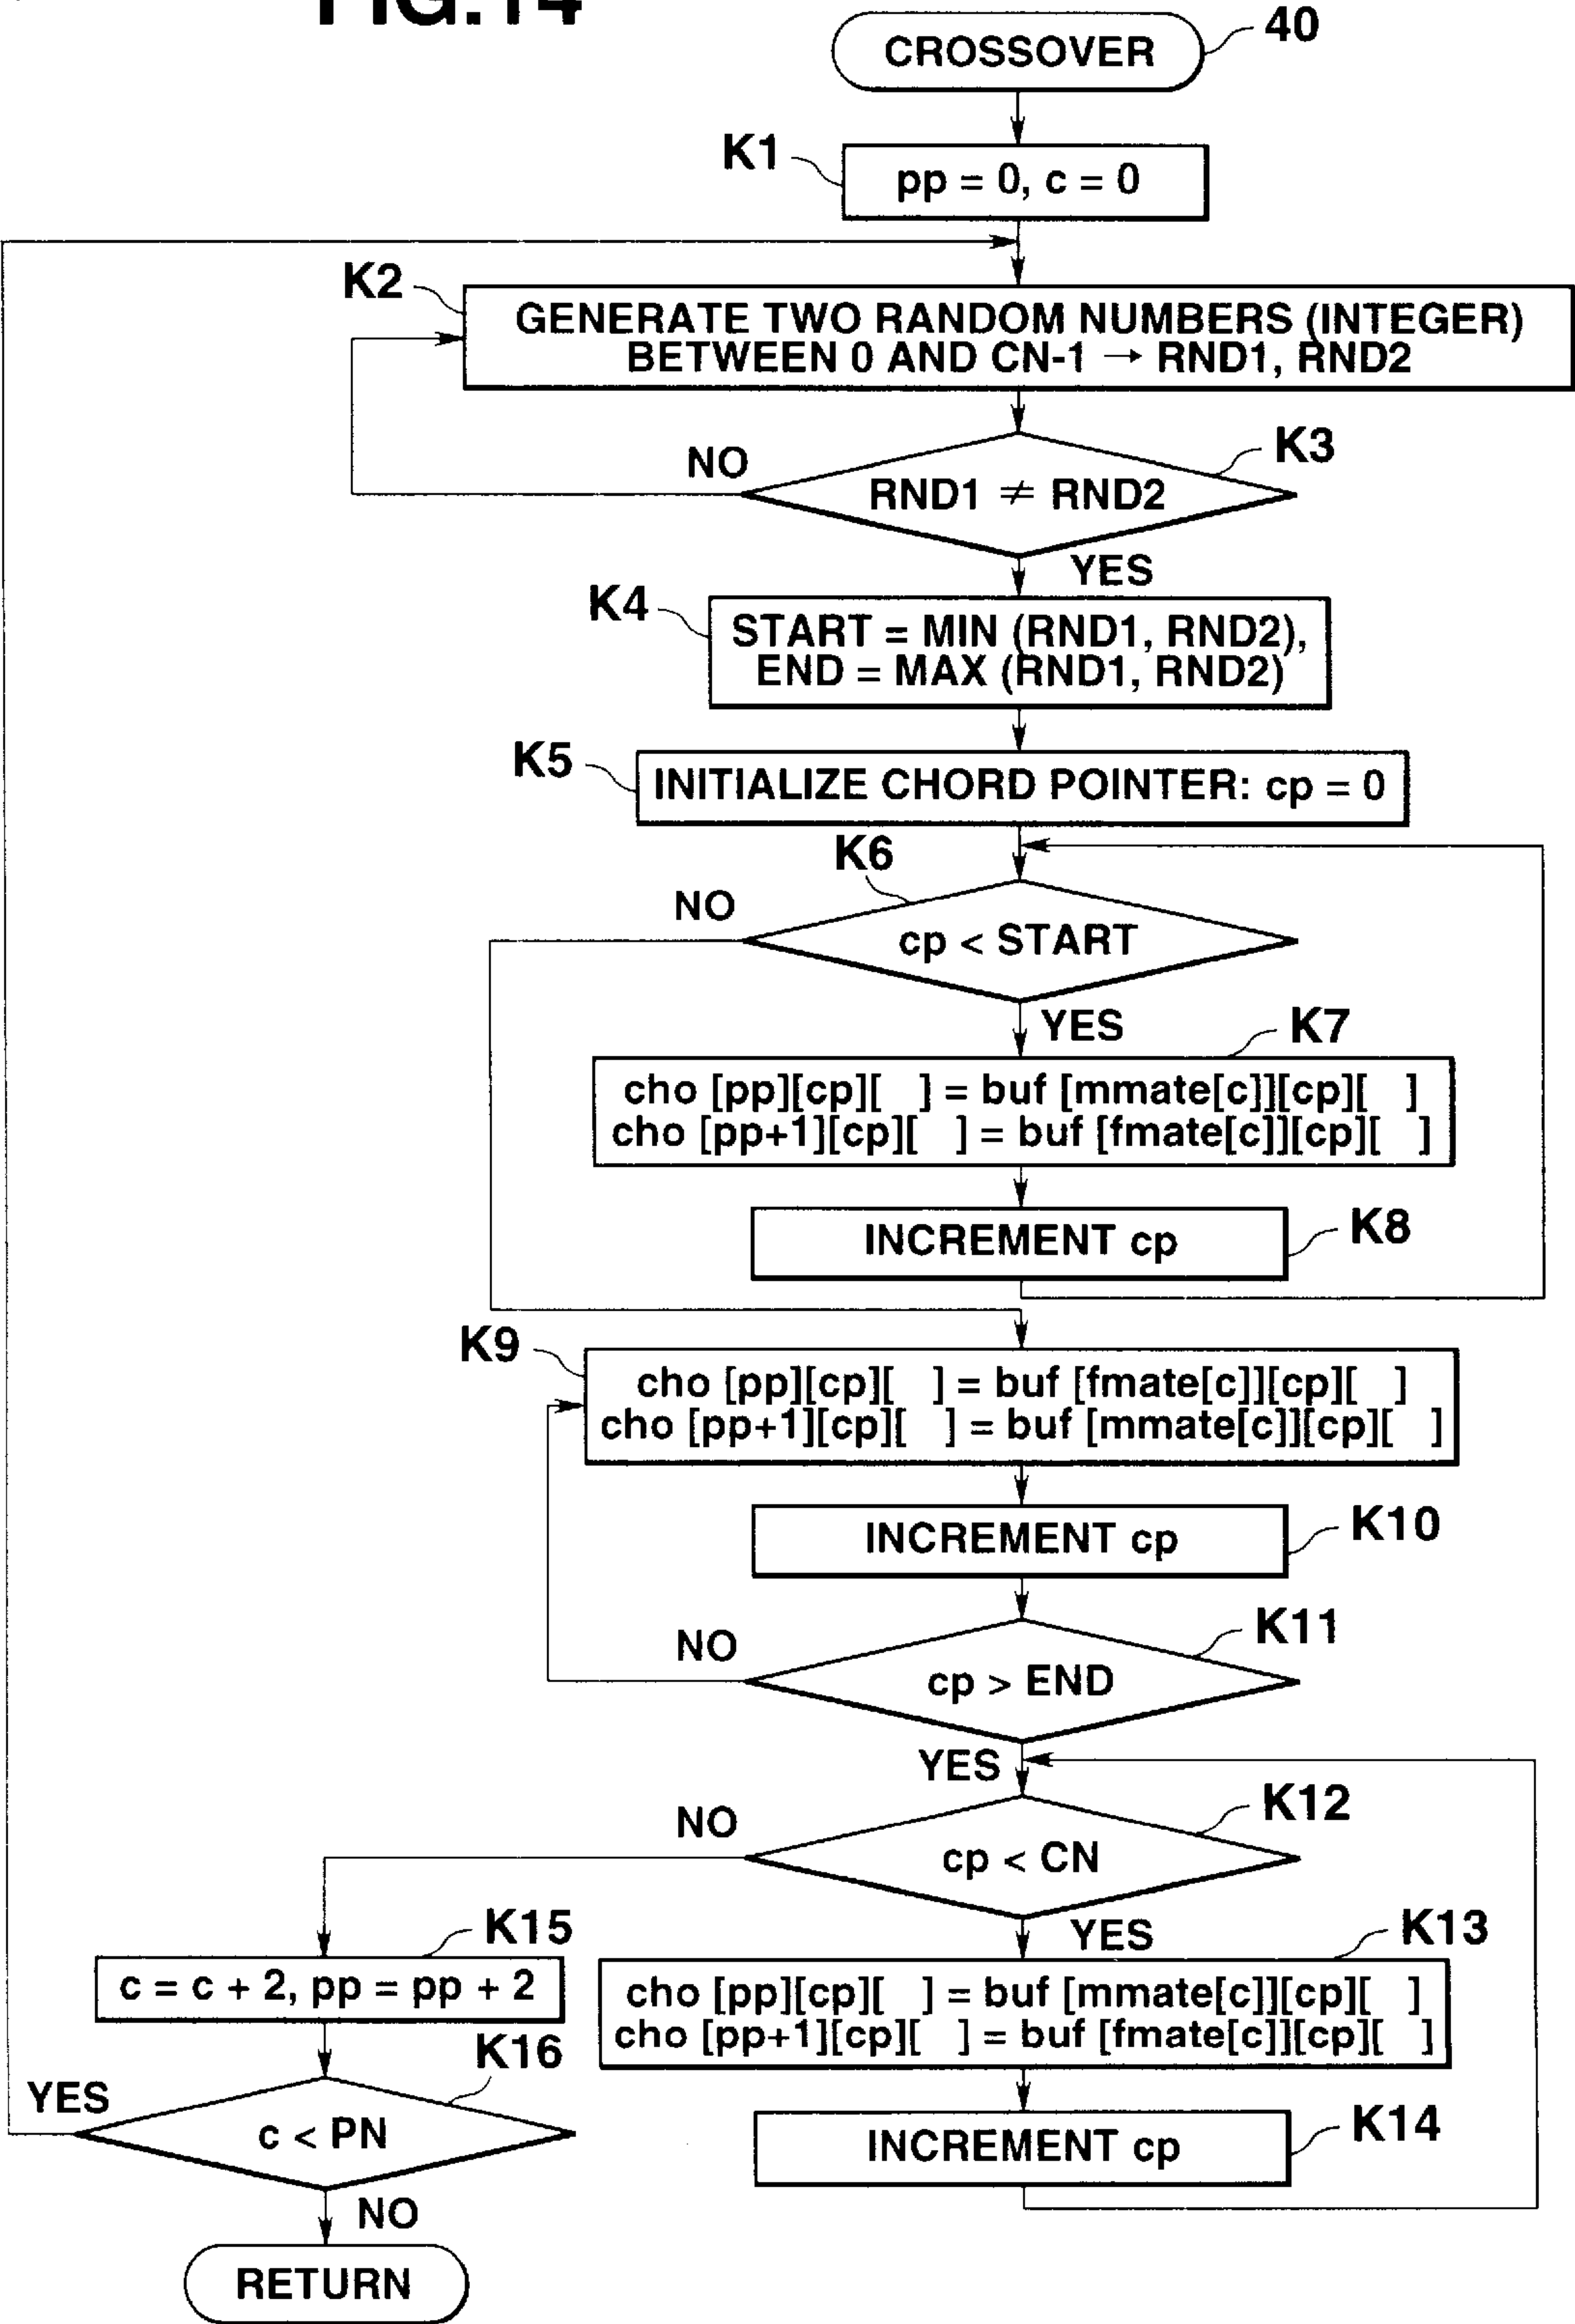 FIG.14
CROSSOVER
40
K1
pp = 0, c = 0
K2
GENERATE TWO RANDOM NUMBERS (INTEGER)
BETWEEN 0 AND CN-1 → RND1, RND2
K3
NO
RND1 ≠ RND2
YES
K4
START = MIN (RND1, RND2),
END = MAX (RND1, RND2)
K5
INITIALIZE CHORD POINTER: cp = 0
K6
NO
cp < START
YES
K7
cho [pp][cp][ ] = buf [mmate[c]][cp][ ]
cho [pp+1][cp][ ] = buf [fmate[c]][cp][ ]
INCREMENT cp
K8
K9
cho [pp][cp][ ] = buf [fmate[c]][cp][ ]
cho [pp+1][cp][ ] = buf [mmate[c]][cp][ ]
INCREMENT cp
K10
K11
NO
cp > END
YES
K12
NO
cp < CN
YES
K13
cho [pp][cp][ ] = buf [mmate[c]][cp][ ]
cho [pp+1][cp][ ] = buf [fmate[c]][cp][ ]
INCREMENT cp
K14
K15
c = c + 2, pp = pp + 2
K16
YES
c < PN
NO
RETURN